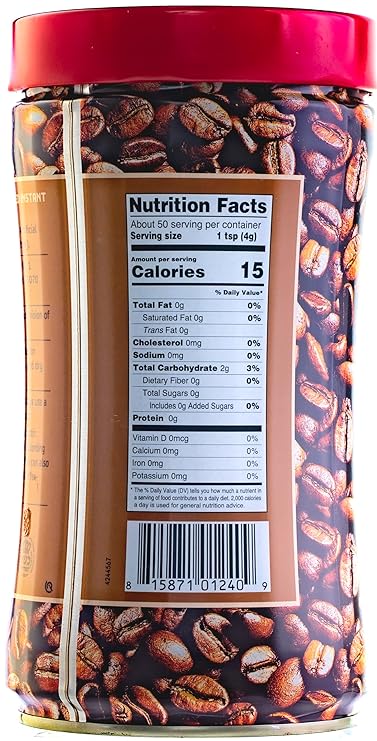 INSTANT
Nutrition Facts
About 50 serving per container
Serving size 1 tsp (4g)
Amount per serving
Calories 15
% Daily Value*
Total Fat 0g 0%
Saturated Fat 0g 0%
Trans Fat 0g
Cholesterol 0mg 0%
Sodium 0mg 0%
Total Carbohydrate 2g 3%
Dietary Fiber 0g 0%
Total Sugars 0g
Includes 0g Added Sugars 0%
Protein 0g
Vitamin D 0mcg 0%
Calcium 0mg 0%
Iron 0mg 0%
Potassium 0mg 0%
* The % Daily Value (DV) tells you how much a nutrient in
a serving of food contributes to a daily diet. 2,000 calories
a day is used for general nutrition advice.
4244567
8 15871 01240 9